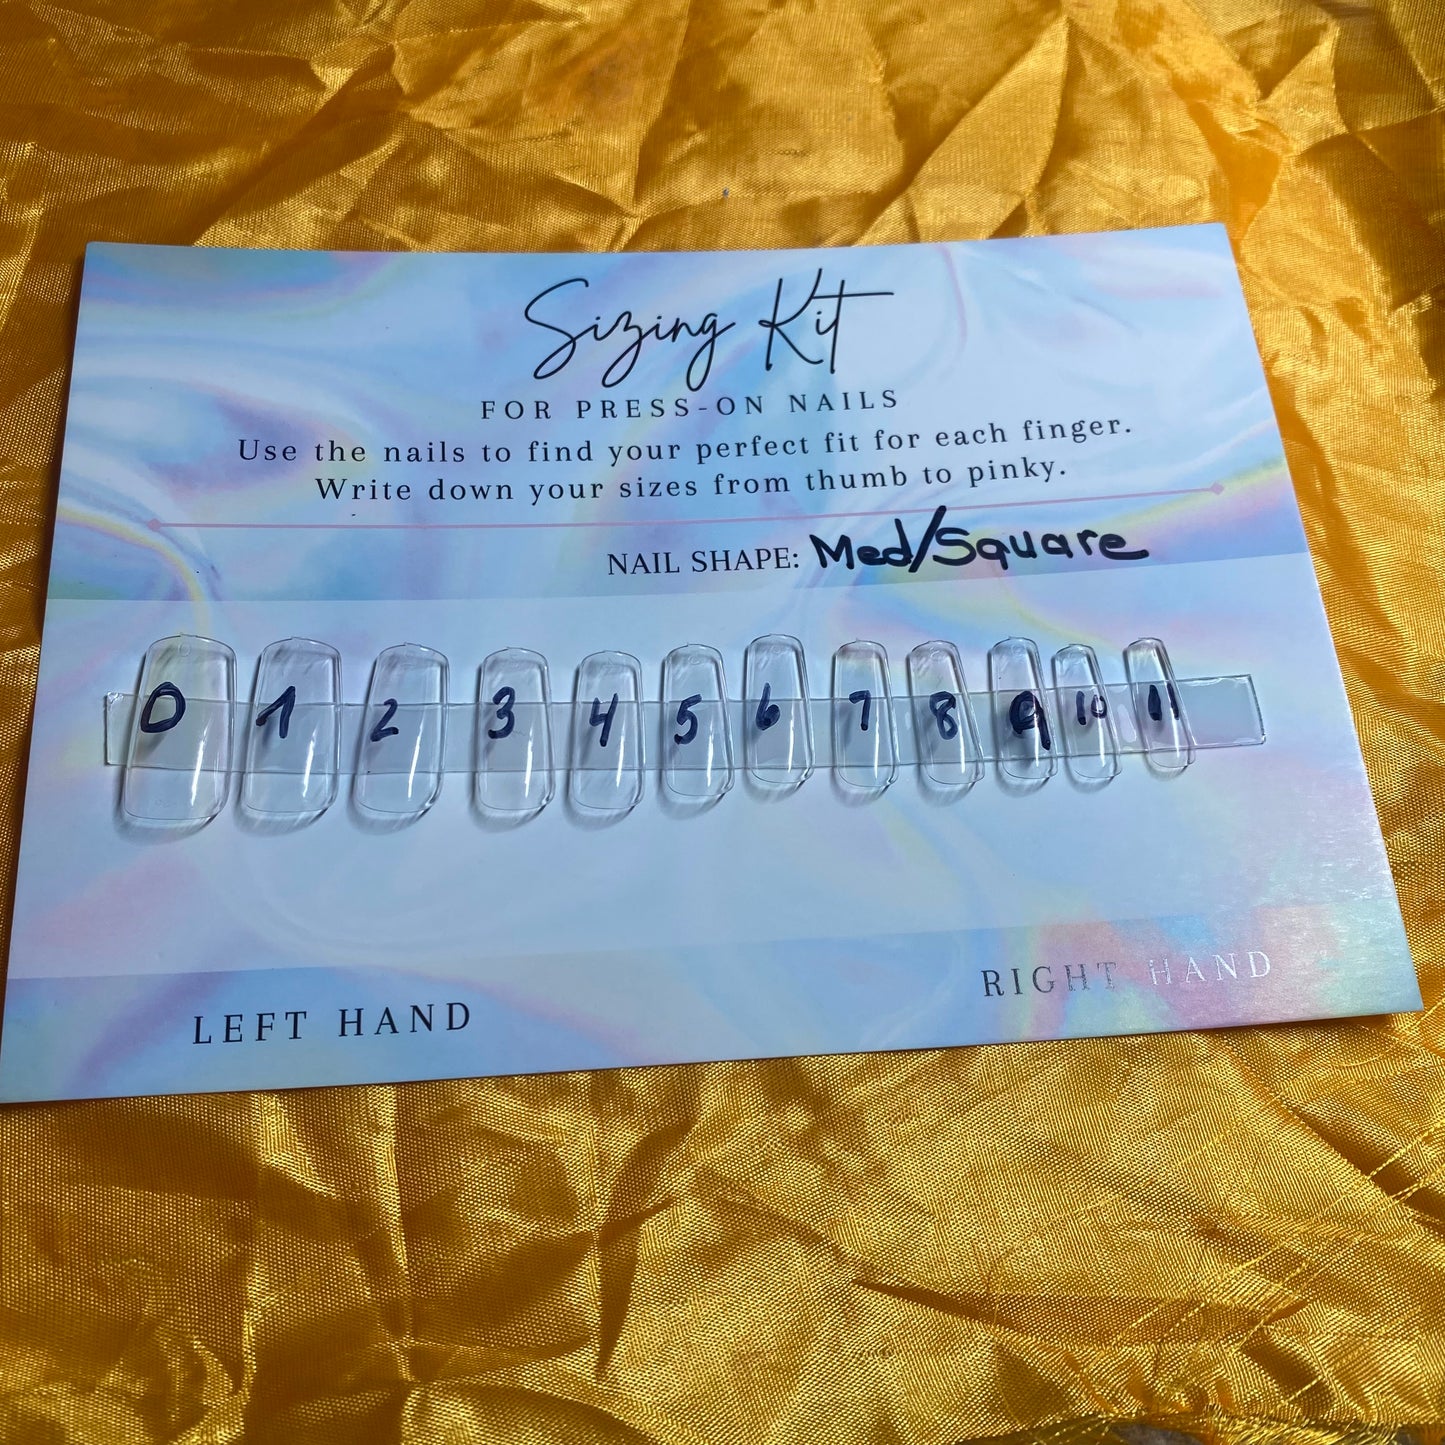 Sizing Kit
FOR PRESS-ON NAILS
Use the nails to find your perfect fit for each finger.
Write down your sizes from thumb to pinky.
NAIL SHAPE: Med/Square
0 1 2 3 4 5 6 7 8 9 10 11
LEFT HAND RIGHT HAND